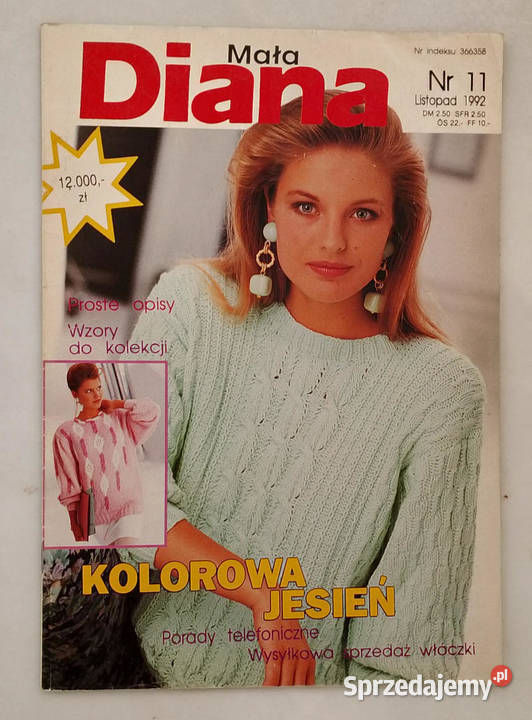 Mała
Diana
Nr indeksu 366358
Nr 11
Listopad 1992
DM 2.50 SFR 2.50
ÖS 22.- FF 10.-
12.000,-
zł
Proste opisy
Wzory
do kolekcji
KOLOROWA
JESIEŃ
Porady telefoniczne
Wysyłkowa sprzedaż włóczki
Sprzedajemy.pl